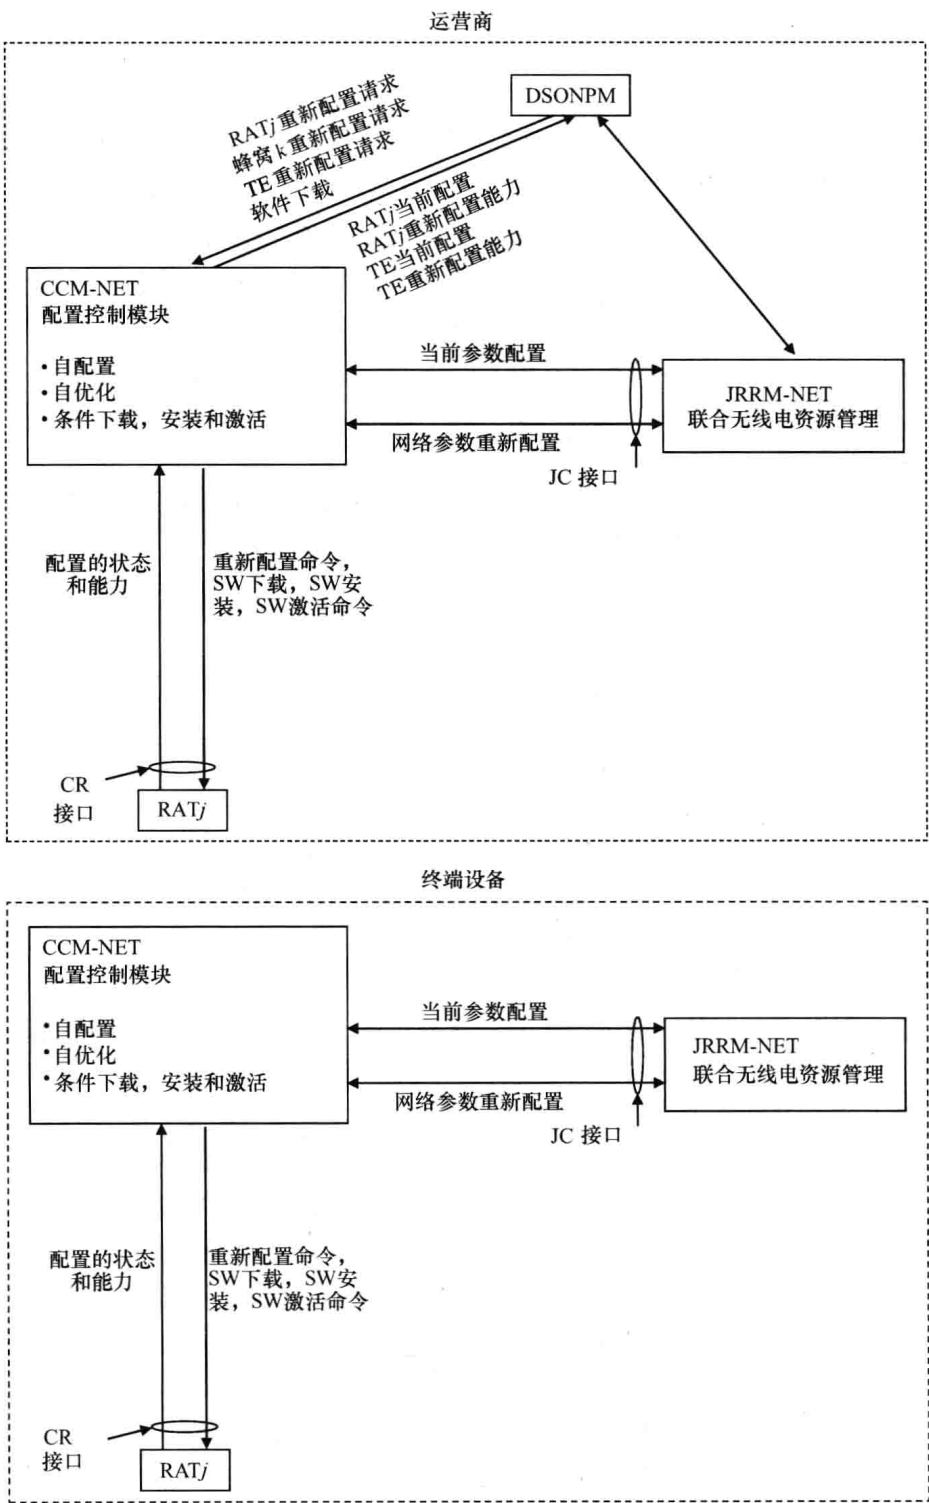 运营商
DSONPM
RATj重新配置请求
蜂窝k重新配置请求
TE重新配置请求
软件下载
RATj当前配置
RATj重新配置能力
TE当前配置
TE重新配置能力
CCM-NET
配置控制模块
•自配置
•自优化
•条件下载，安装和激活
当前参数配置
网络参数重新配置
JC 接口
JRRM-NET
联合无线电资源管理
配置的状态
和能力
重新配置命令，
SW下载，SW安
装，SW激活命令
CR
接口
RATj
终端设备
CCM-NET
配置控制模块
•自配置
•自优化
•条件下载，安装和激活
当前参数配置
网络参数重新配置
JC 接口
JRRM-NET
联合无线电资源管理
配置的状态
和能力
重新配置命令，
SW下载，SW安
装，SW激活命令
CR
接口
RATj